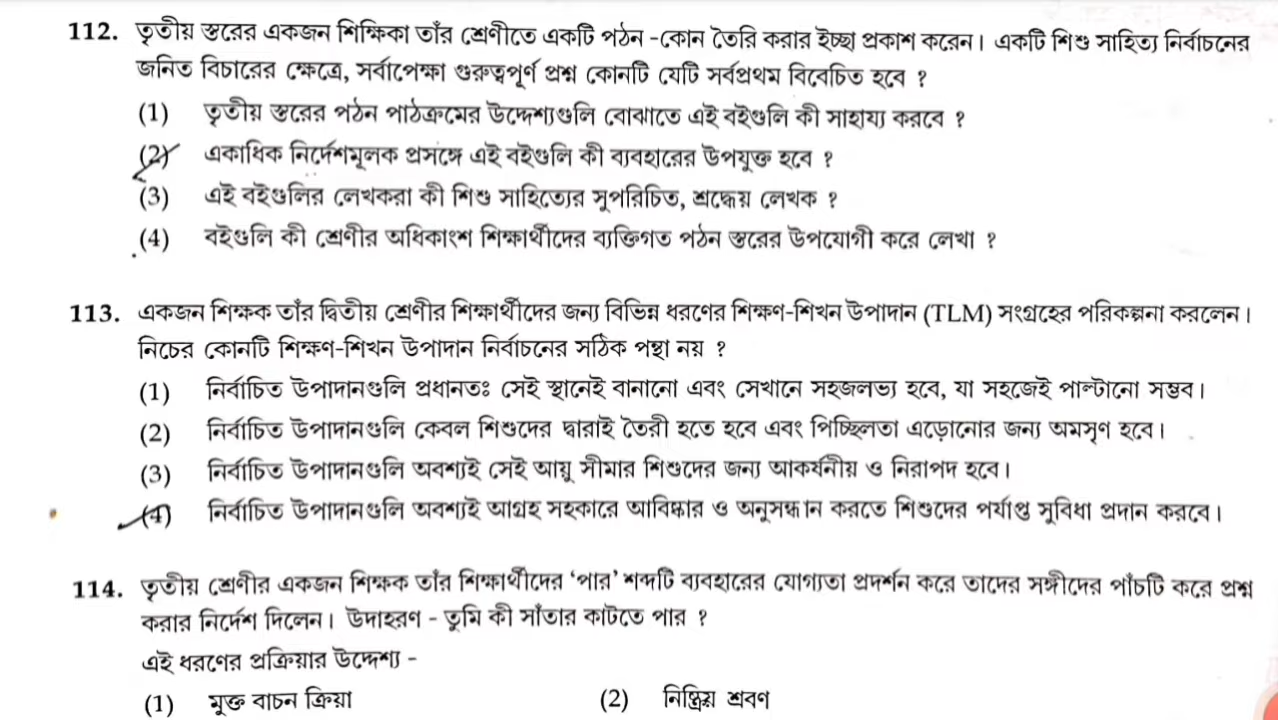 112. তৃতীয় স্তরের একজন শিক্ষিকা তাঁর শ্রেণীতে একটি পঠন -কোন তৈরি করার ইচ্ছা প্রকাশ করেন। একটি শিশু সাহিত্য নির্বাচনের
জনিত বিচারের ক্ষেত্রে, সর্বাপেক্ষা গুরুত্বপূর্ণ প্রশ্ন কোনটি যেটি সর্বপ্রথম বিবেচিত হবে ?
(1) তৃতীয় স্তরের পঠন পাঠক্রমের উদ্দেশ্যগুলি বোঝাতে এই বইগুলি কী সাহায্য করবে ?
(2) একাধিক নির্দেশমূলক প্রসঙ্গে এই বইগুলি কী ব্যবহারের উপযুক্ত হবে ?
(3) এই বইগুলির লেখকরা কী শিশু সাহিত্যের সুপরিচিত, শ্রদ্ধেয় লেখক ?
(4) বইগুলি কী শ্রেণীর অধিকাংশ শিক্ষার্থীদের ব্যক্তিগত পঠন স্তরের উপযোগী করে লেখা ?
113. একজন শিক্ষক তাঁর দ্বিতীয় শ্রেণীর শিক্ষার্থীদের জন্য বিভিন্ন ধরণের শিক্ষণ-শিখন উপাদান (TLM) সংগ্রহের পরিকল্পনা করলেন।
নিচের কোনটি শিক্ষণ-শিখন উপাদান নির্বাচনের সঠিক পন্থা নয় ?
(1) নির্বাচিত উপাদানগুলি প্রধানতঃ সেই স্থানেই বানানো এবং সেখানে সহজলভ্য হবে, যা সহজেই পাল্টানো সম্ভব।
(2) নির্বাচিত উপাদানগুলি কেবল শিশুদের দ্বারাই তৈরী হতে হবে এবং পিচ্ছিলতা এড়োনোর জন্য অমসৃণ হবে।
(3) নির্বাচিত উপাদানগুলি অবশ্যই সেই আয়ু সীমার শিশুদের জন্য আকর্ষনীয় ও নিরাপদ হবে।
(4) নির্বাচিত উপাদানগুলি অবশ্যই আগ্রহ সহকারে আবিষ্কার ও অনুসন্ধান করতে শিশুদের পর্যাপ্ত সুবিধা প্রদান করবে।
114. তৃতীয় শ্রেণীর একজন শিক্ষক তাঁর শিক্ষার্থীদের 'পার' শব্দটি ব্যবহারের যোগ্যতা প্রদর্শন করে তাদের সঙ্গীদের পাঁচটি করে প্রশ্ন
করার নির্দেশ দিলেন। উদাহরণ - তুমি কী সাঁতার কাটতে পার ?
এই ধরণের প্রক্রিয়ার উদ্দেশ্য -
(1) মুক্ত বাচন ক্রিয়া (2) নিষ্ক্রিয় শ্রবণ